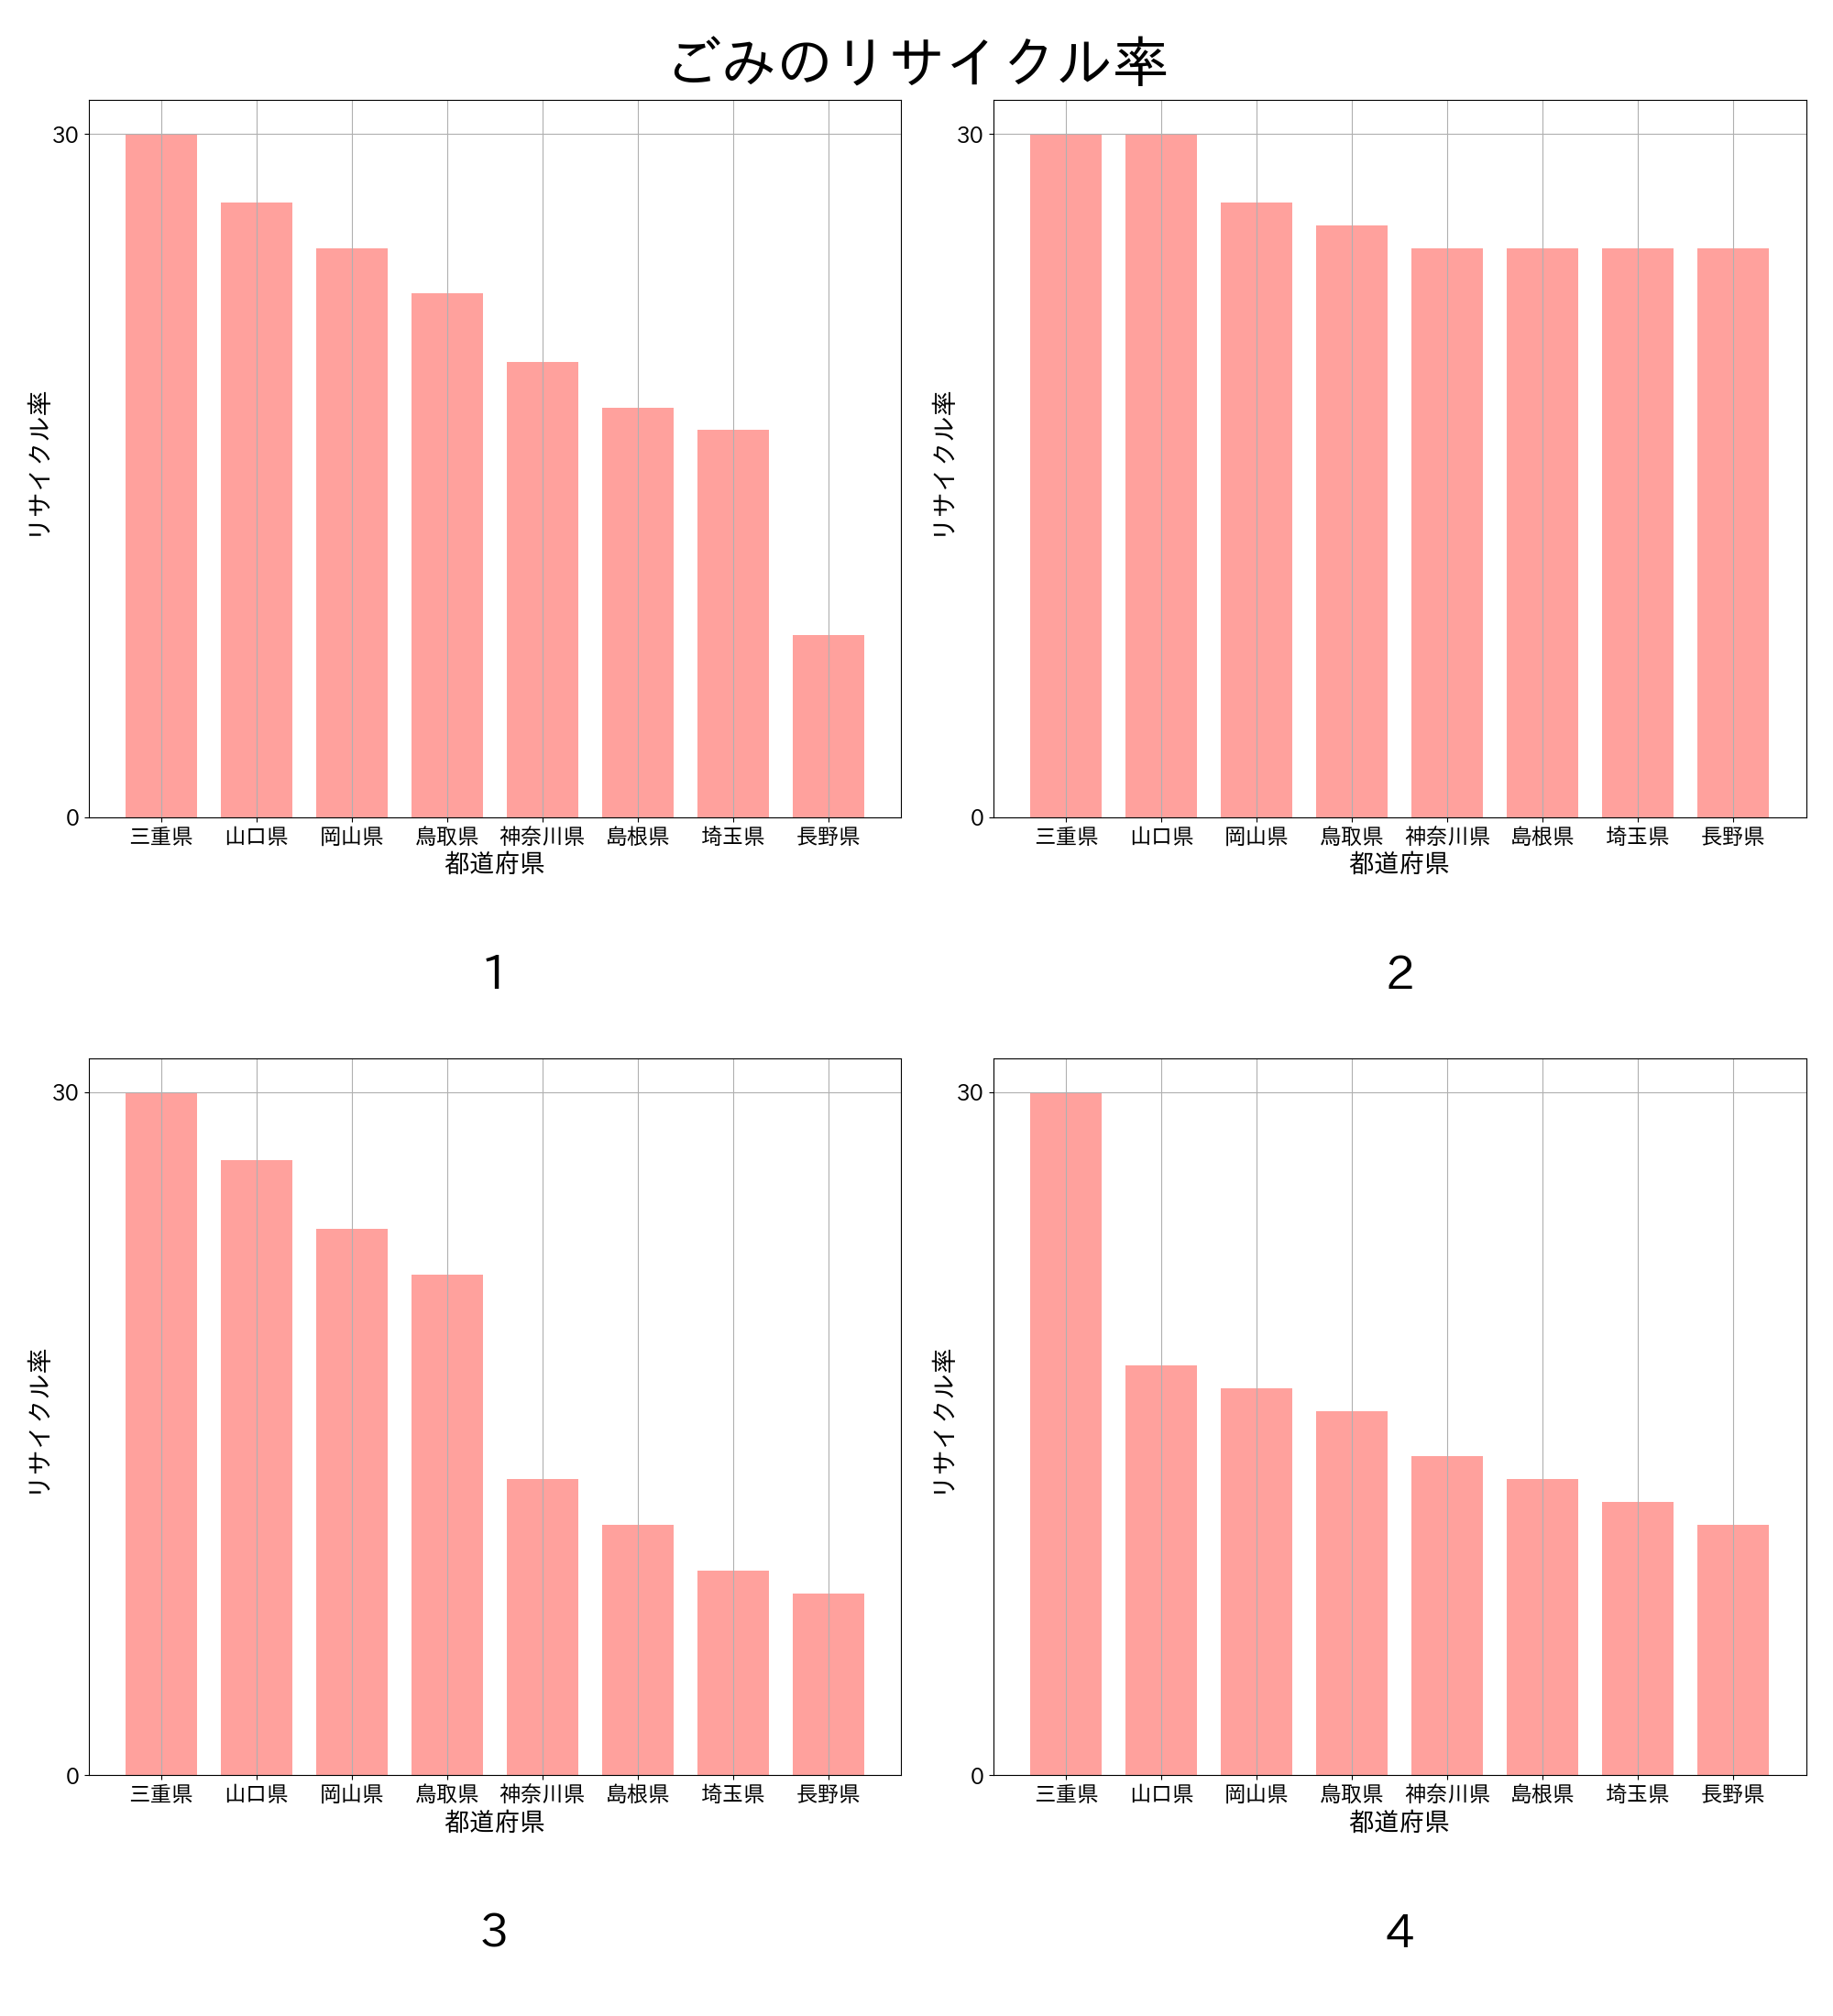 ごみのリサイクル率
30
0
リサイクル率
三重県 山口県 岡山県 鳥取県 神奈川県 島根県 埼玉県 長野県
都道府県
1
30
0
リサイクル率
三重県 山口県 岡山県 鳥取県 神奈川県 島根県 埼玉県 長野県
都道府県
2
30
0
リサイクル率
三重県 山口県 岡山県 鳥取県 神奈川県 島根県 埼玉県 長野県
都道府県
3
30
0
リサイクル率
三重県 山口県 岡山県 鳥取県 神奈川県 島根県 埼玉県 長野県
都道府県
4